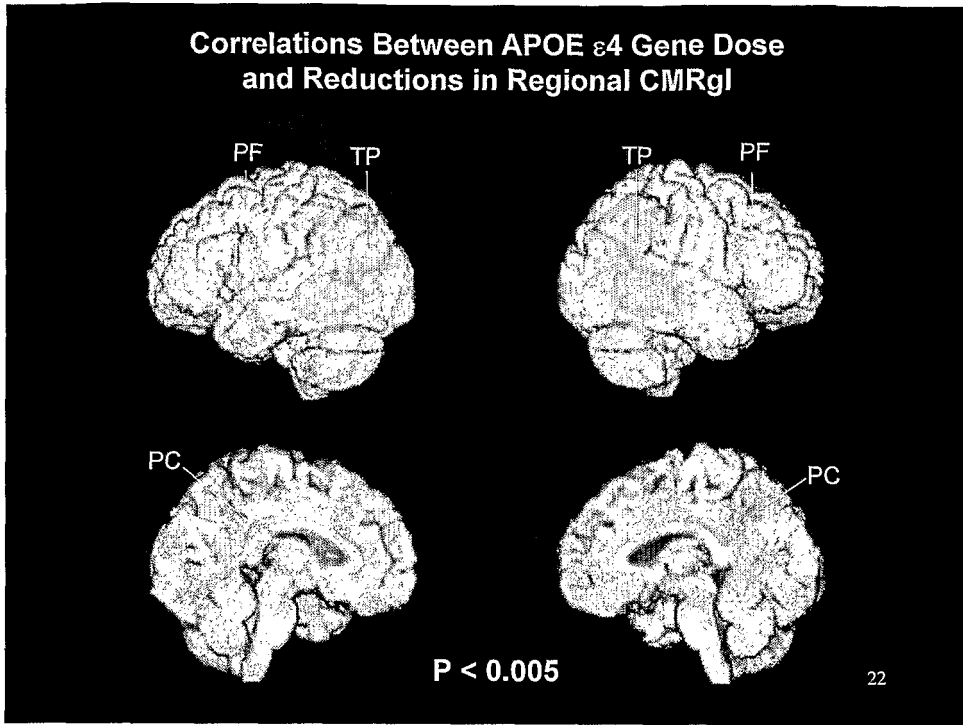 Correlations Between APOE ε4 Gene Dose
and Reductions in Regional CMRgl
PF TP TP PF
PC PC
P < 0.005
22